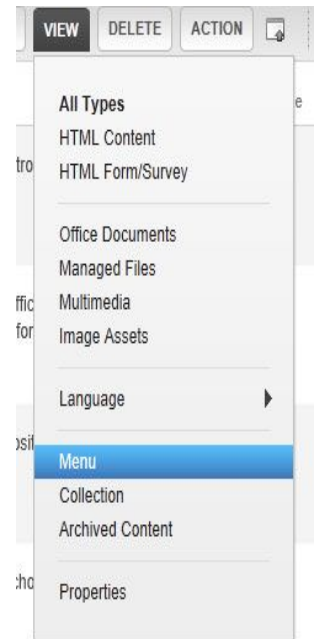 VIEW DELETE ACTION
All Types
HTML Content
HTML Form/Survey
Office Documents
Managed Files
Multimedia
Image Assets
Language
Menu
Collection
Archived Content
Properties